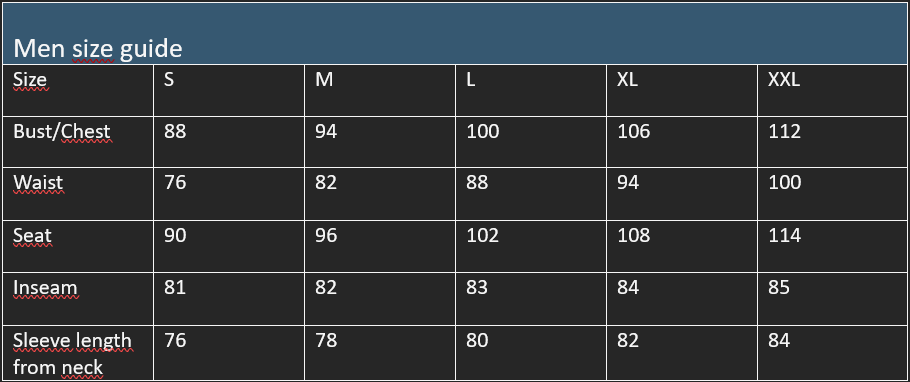 Men size guide
Size S M L XL XXL
Bust/Chest 88 94 100 106 112
Waist 76 82 88 94 100
Seat 90 96 102 108 114
Inseam 81 82 83 84 85
Sleeve length 76 78 80 82 84
from neck